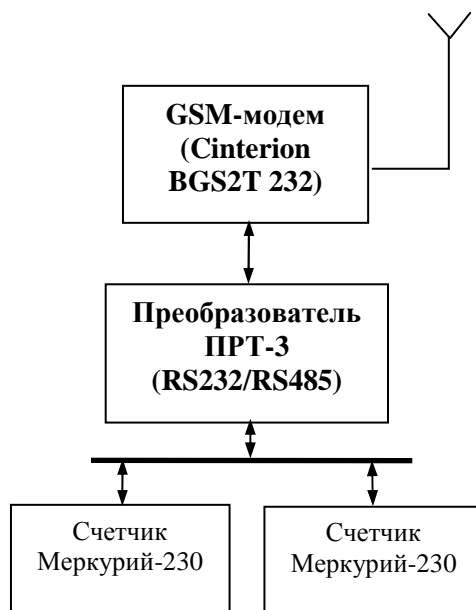 GSM-модем
(Cinterion
BGS2T 232)
Преобразователь
ПРТ-3
(RS232/RS485)
Счетчик
Меркурий-230
Счетчик
Меркурий-230